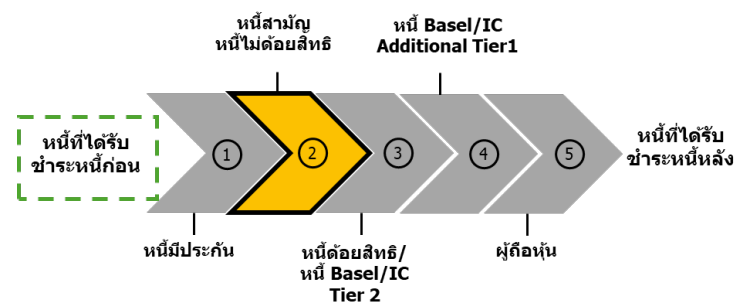 หนี้สามัญ
หนี้ไม่ด้อยสิทธิ
หนี้ Basel/IC
Additional Tier1
หนี้ที่ได้รับ
ชำระหนี้ก่อน
1
2
3
4
5
หนี้ที่ได้รับ
ชำระหนี้หลัง
หนี้มีประกัน
หนี้ด้อยสิทธิ/
หนี้ Basel/IC
Tier 2
ผู้ถือหุ้น